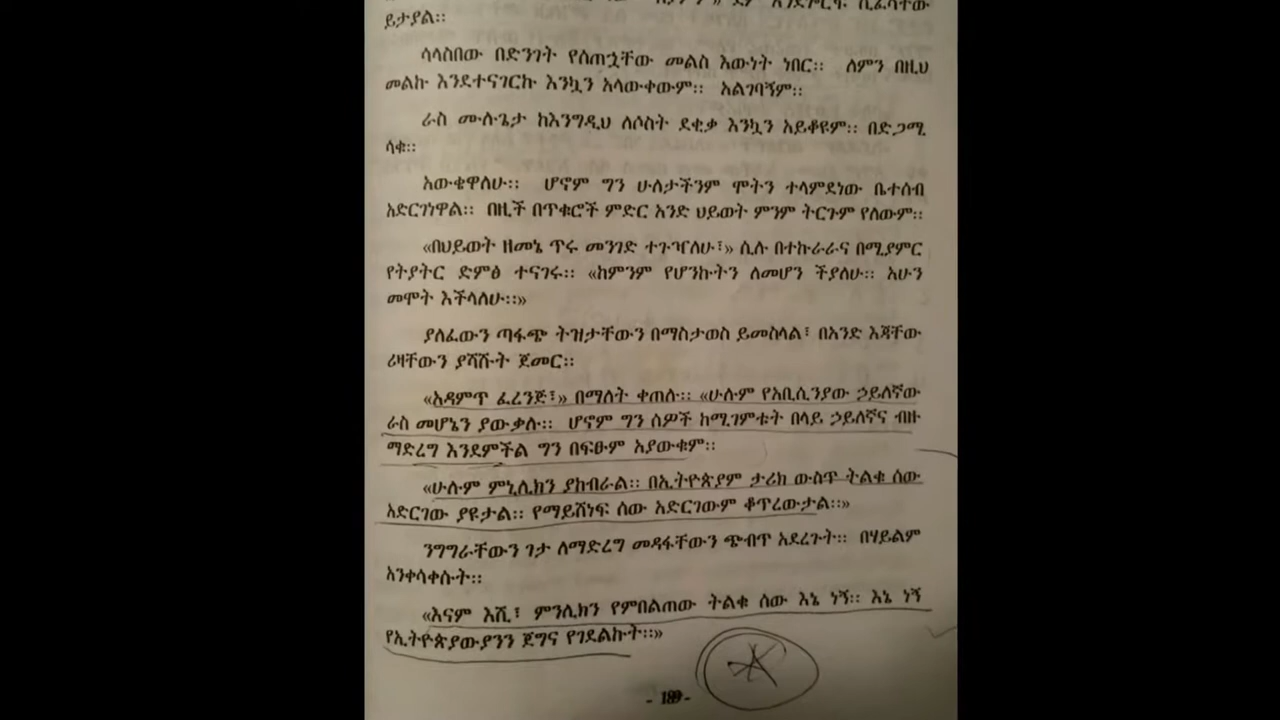 ይታያል።
ሳላስበው በድንገት የሰጠኋቸው መልስ እውነት ነበር። ለምን በዚህ
መልኩ እንደተናገርኩ እንኳን አላውቀውም። አልገባኝም።
ራስ ሙሉጌታ ከእንግዲህ ለሶስት ደቂቃ እንኳን አይቆዩም። በድጋሚ
ሳቁ።
አውቄዋለሁ። ሆኖም ግን ሁለታችንም ሞትን ተላምደነው ቤተሰብ
አድርገነዋል። በዚች በጥቁሮች ምድር አንድ ህይወት ምንም ትርጉም የለውም።
«በህይወት ዘመኔ ጥሩ መንገድ ተጉዣለሁ፣» ሲሉ በተኩራራና በሚያምር
የትያትር ድምፅ ተናገሩ። «ከምንም የሆንኩትን ለመሆን ችያለሁ። አሁን
መሞት እችላለሁ።»
ያለፈውን ጣፋጭ ትዝታቸውን በማስታወስ ይመስላል፣ በአንድ እጃቸው
ሪዛቸውን ያሻሹት ጀመር።
«አዳምጥ ፈረንጅ፣» በማለት ቀጠሉ። «ሁሉም የአቢሲንያው ኃይለኛው
ራስ መሆኔን ያውቃሉ። ሆኖም ግን ሰዎች ከሚገምቱት በላይ ኃይለኛና ብዙ
ማድረግ እንደምችል ግን በፍፁም አያውቁም።
«ሁሉም ምኒሊክን ያከብራል። በኢትዮጵያም ታሪክ ውስጥ ትልቁ ሰው
አድርገው ያዩታል። የማይሸነፍ ሰው አድርገውም ቆጥረውታል።»
ንግግራቸውን ገታ ለማድረግ መዳፋቸውን ጭብጥ አደረጉት። በሃይልም
አንቀሳቀሱት።
«እናም እሺ፣ ምንሊክን የምበልጠው ትልቁ ሰው እኔ ነኝ። እኔ ነኝ
የኢትዮጵያውያንን ጀግና የገደልኩት።»
- 189 -